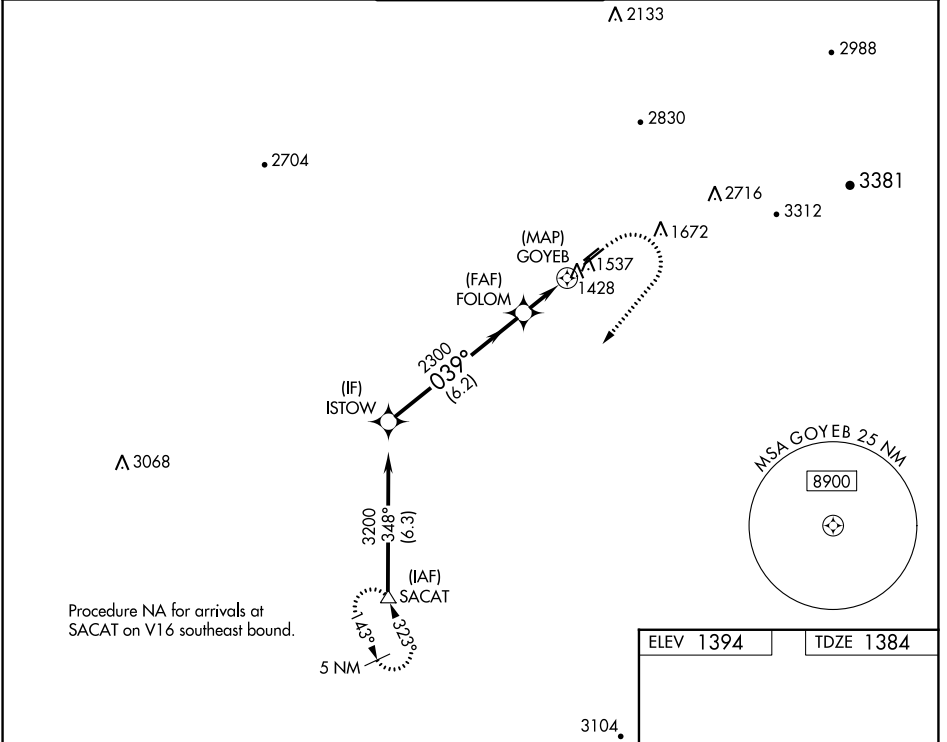 2133
2988
2830
2704
3381
2716
3312
1672
(MAP)
GOYEB
1537
1428
(FAF)
FOLOM
2300
039°
(6.2)
(IF)
ISTOW
3068
MSA GOYEB 25 NM
8900
3200
348°
(6.3)
(IAF)
SACAT
Procedure NA for arrivals at
SACAT on V16 southeast bound.
143°
323°
5 NM
ELEV 1394
TDZE 1384
3104